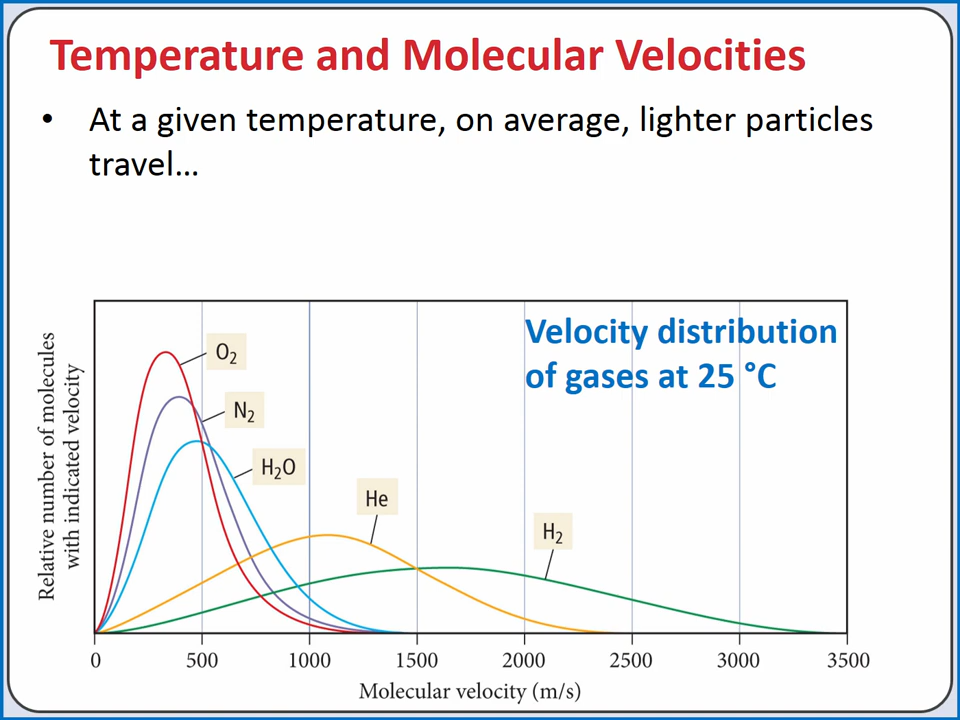 Temperature and Molecular Velocities
• At a given temperature, on average, lighter particles
travel...
Relative number of molecules
with indicated velocity
Velocity distribution
of gases at 25 °C
O₂
N₂
H₂O
He
H₂
0 500 1000 1500 2000 2500 3000 3500
Molecular velocity (m/s)